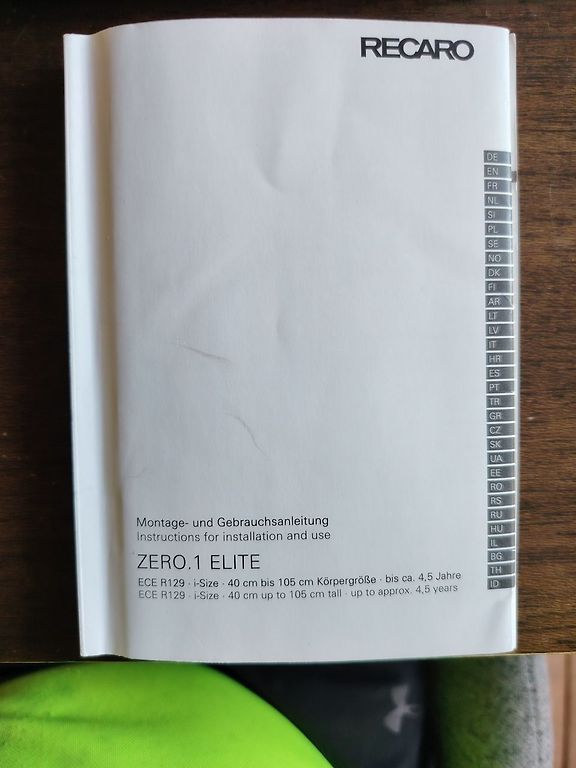 RECARO
DE
EN
FR
NL
SI
PL
SE
NO
DK
FI
AR
LT
LV
IT
HR
ES
PT
TR
GR
CZ
SK
UA
EE
RO
RS
RU
HU
IL
BG
TH
ID
Montage- und Gebrauchsanleitung
Instructions for installation and use
ZERO.1 ELITE
ECE R129 · i-Size · 40 cm bis 105 cm Körpergröße · bis ca. 4,5 Jahre
ECE R129 · i-Size · 40 cm up to 105 cm tall · up to approx. 4,5 years